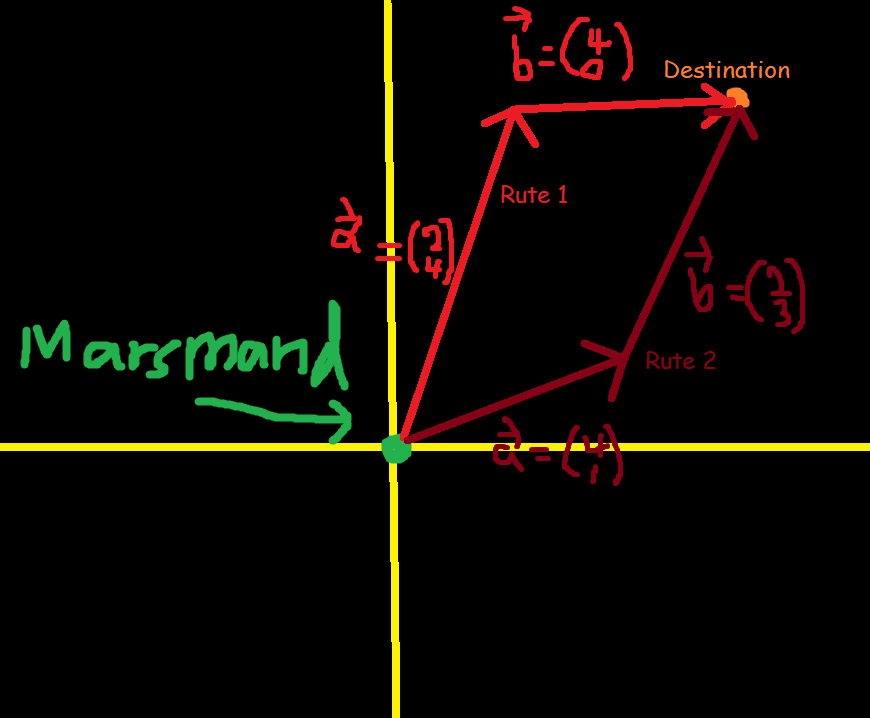 b⃗ = (4
0)
Destination
Rute 1
a⃗ = (2
4)
b⃗ = (2
3)
Marsmand
Rute 2
a⃗ = (4
1)